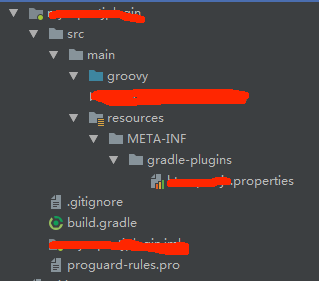 src
main
groovy
resources
META-INF
gradle-plugins
.properties
.gitignore
build.gradle
proguard-rules.pro